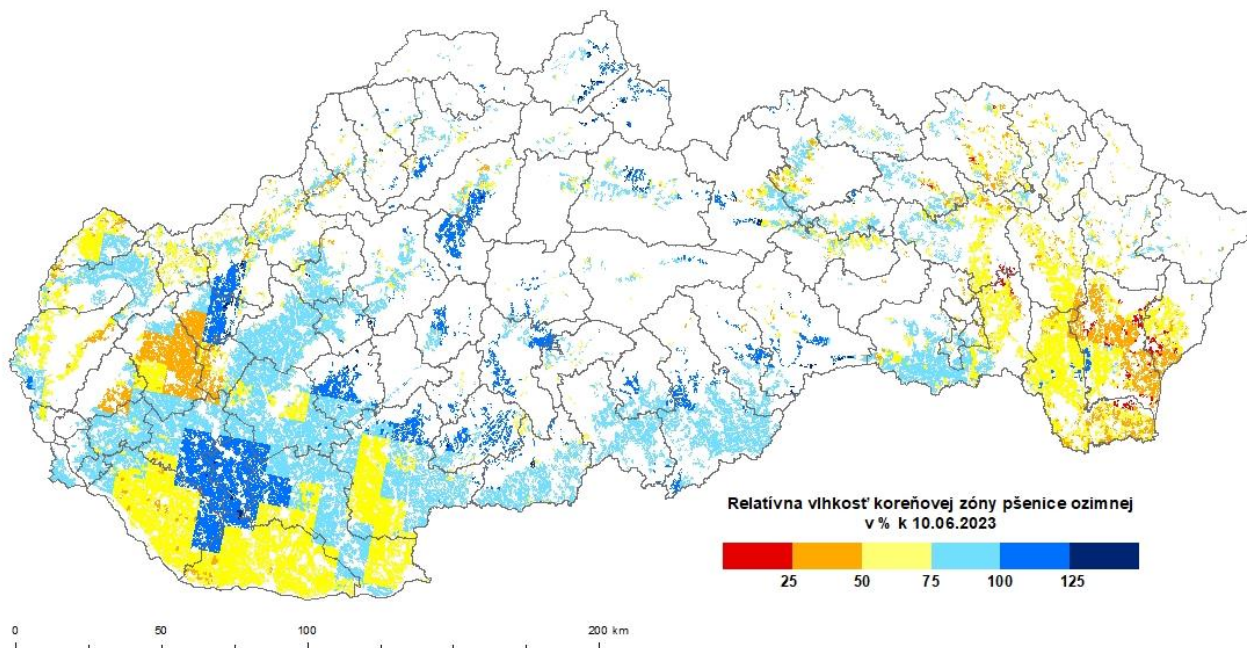 Relatívna vlhkosť koreňovej zóny pšenice ozimnej
v % k 10.06.2023
25 50 75 100 125
0 50 100 200 km